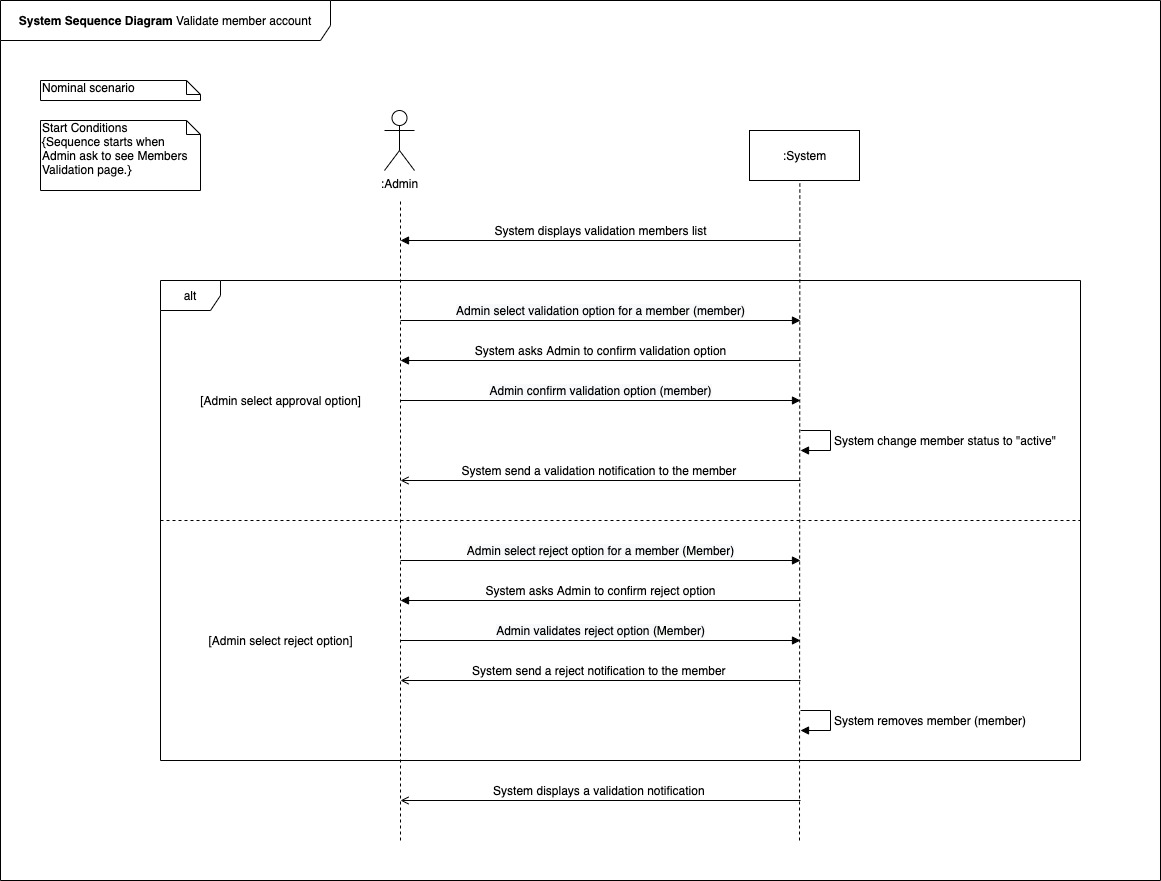 System Sequence Diagram Validate member account
Nominal scenario
Start Conditions
{Sequence starts when
Admin ask to see Members
Validation page.}
:Admin
:System
System displays validation members list
alt
Admin select validation option for a member (member)
System asks Admin to confirm validation option
Admin confirm validation option (member)
[Admin select approval option]
System change member status to "active"
System send a validation notification to the member
Admin select reject option for a member (Member)
System asks Admin to confirm reject option
Admin validates reject option (Member)
[Admin select reject option]
System send a reject notification to the member
System removes member (member)
System displays a validation notification